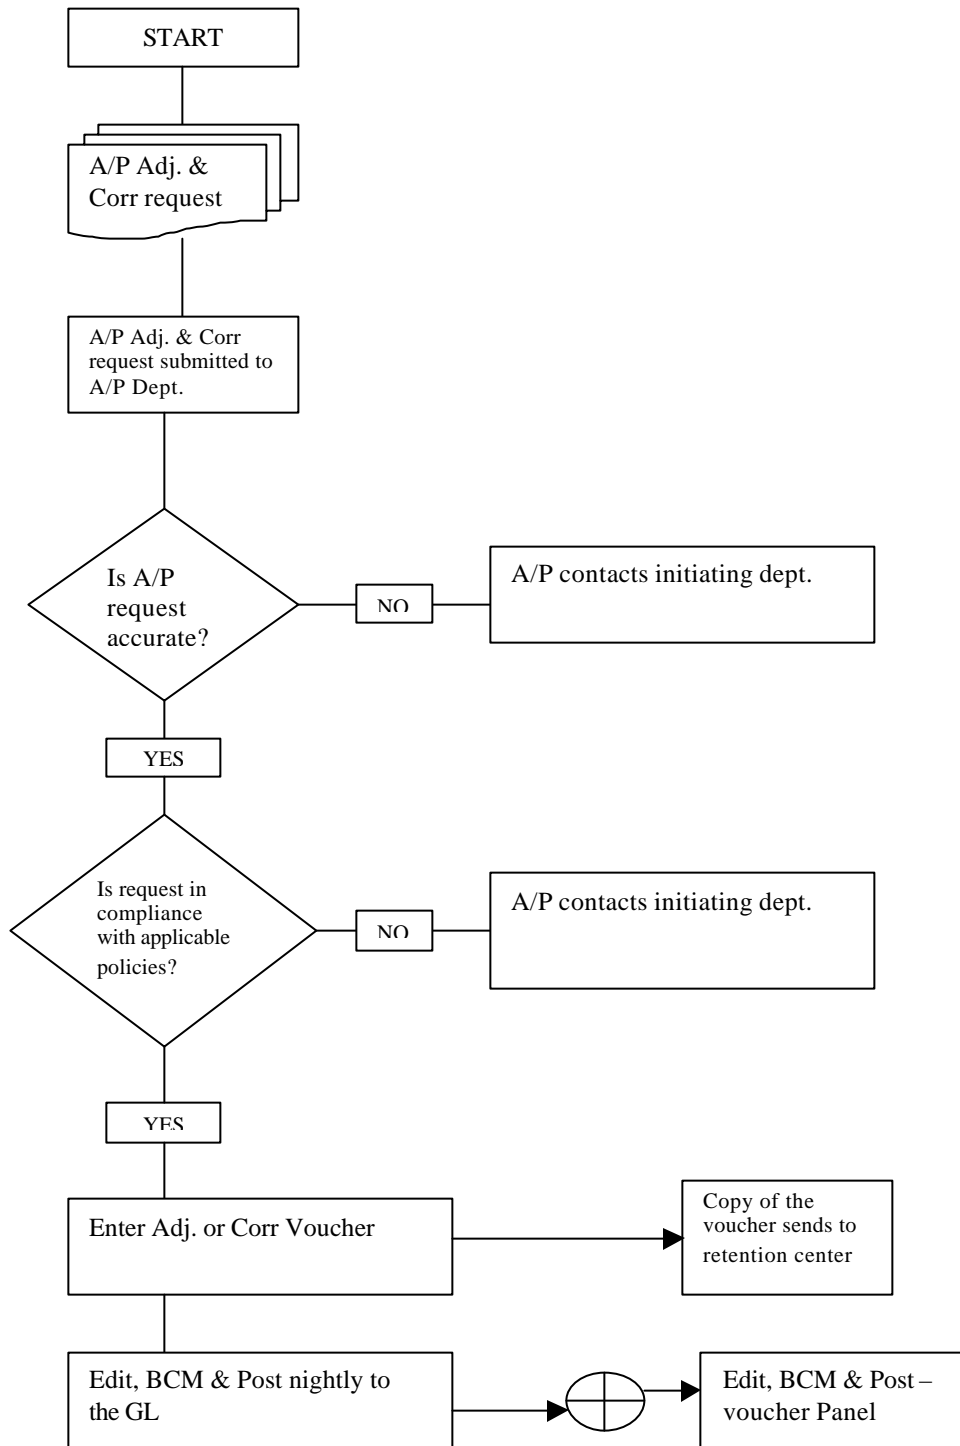 START
A/P Adj. &
Corr request
A/P Adj. & Corr
request submitted to
A/P Dept.
Is A/P
request
accurate?
NO
A/P contacts initiating dept.
YES
Is request in
compliance
with applicable
policies?
NO
A/P contacts initiating dept.
YES
Enter Adj. or Corr Voucher
Copy of the
voucher sends to
retention center
Edit, BCM & Post nightly to
the GL
Edit, BCM & Post –
voucher Panel